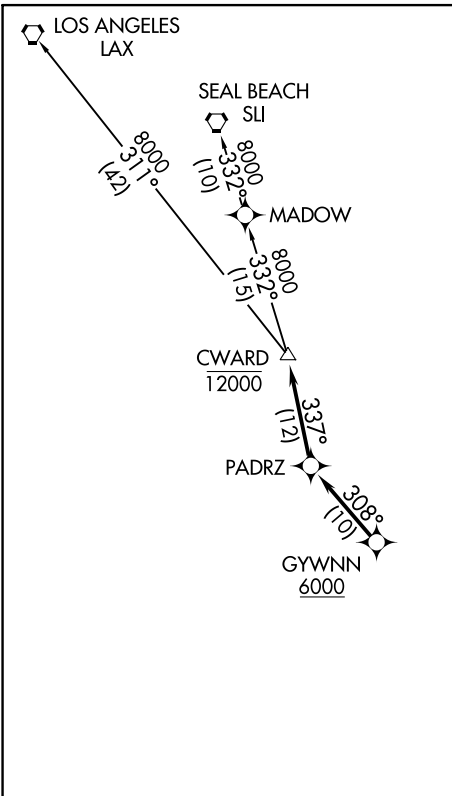 LOS ANGELES
LAX
SEAL BEACH
SLI
8000
311°
(42)
8000
332°
(10)
MADOW
8000
332°
(15)
CWARD
12000
337°
(12)
PADRZ
308°
(10)
GYWNN
6000